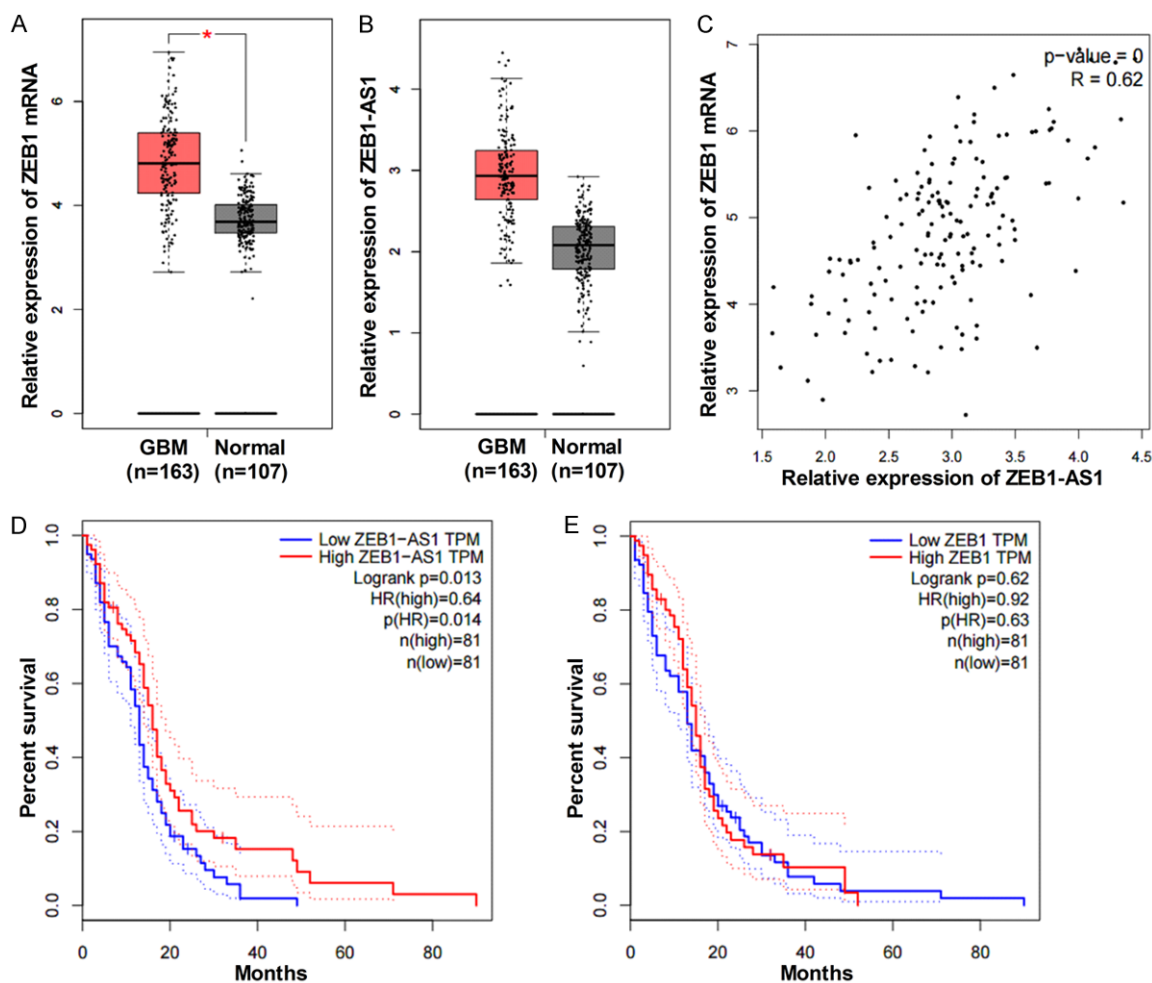 A
Relative expression of ZEB1 mRNA
6
4
2
0
*
GBM
(n=163)
Normal
(n=107)
B
Relative expression of ZEB1-AS1
4
3
2
1
0
GBM
(n=163)
Normal
(n=107)
C
Relative expression of ZEB1 mRNA
7
6
5
4
3
p-value = 0
R = 0.62
1.5 2.0 2.5 3.0 3.5 4.0 4.5
Relative expression of ZEB1-AS1
D
Percent survival
1.0
0.8
0.6
0.4
0.2
0.0
Low ZEB1-AS1 TPM
High ZEB1-AS1 TPM
Logrank p=0.013
HR(high)=0.64
p(HR)=0.014
n(high)=81
n(low)=81
0 20 40 60 80
Months
E
Percent survival
1.0
0.8
0.6
0.4
0.2
0.0
Low ZEB1 TPM
High ZEB1 TPM
Logrank p=0.62
HR(high)=0.92
p(HR)=0.63
n(high)=81
n(low)=81
0 20 40 60 80
Months